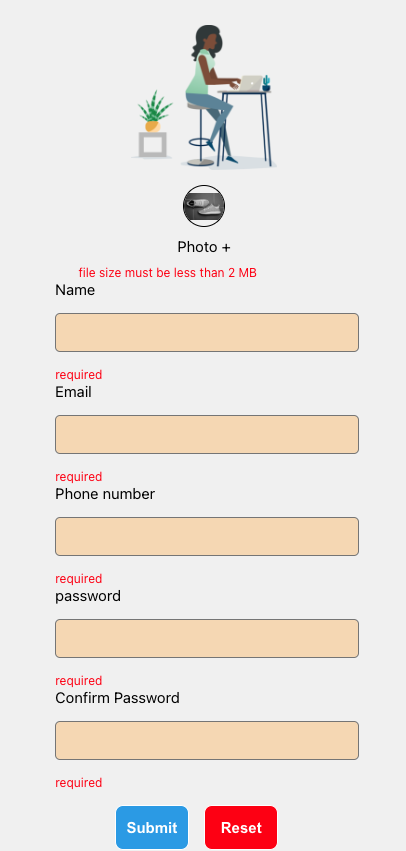 Photo +
file size must be less than 2 MB
Name
required
Email
required
Phone number
required
password
required
Confirm Password
required
Submit Reset